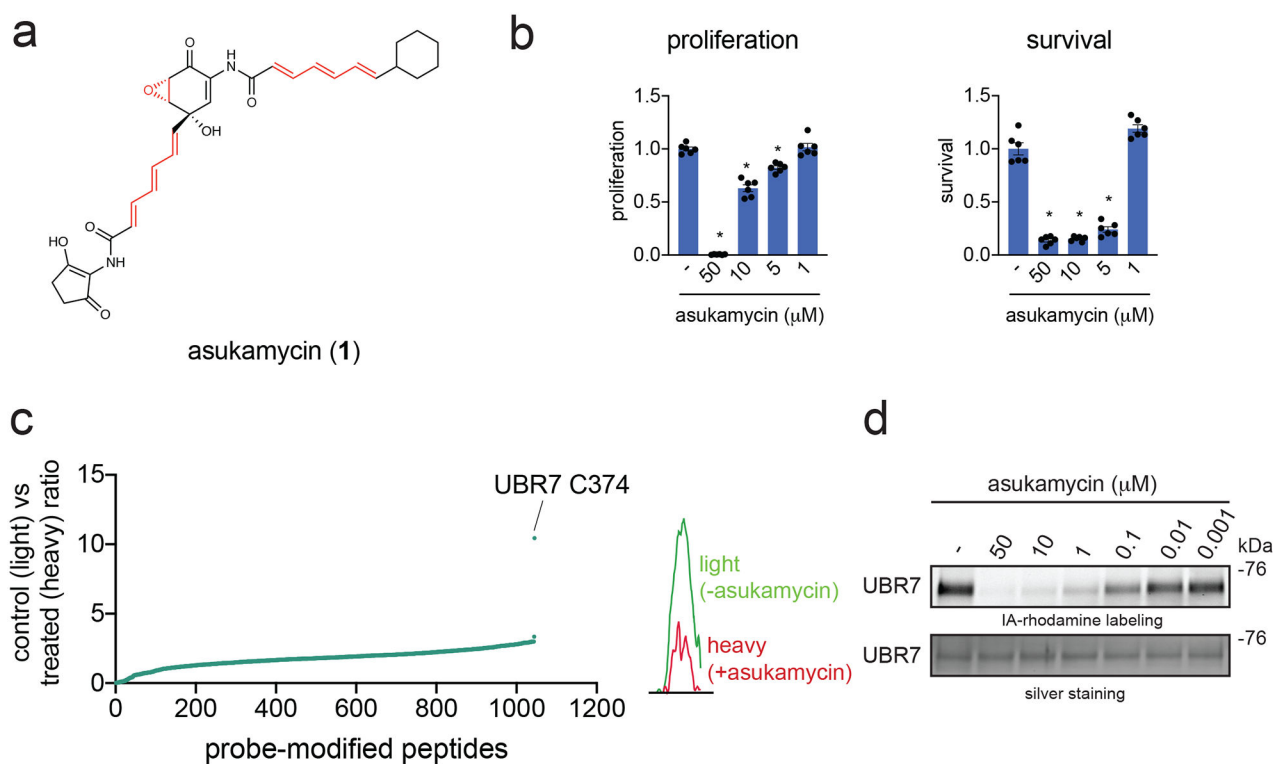 a
O
H
N
O
O
OH
O
HO
NH
O
asukamycin (1)
b
proliferation
survival
1.5
1.0
0.5
0.0
proliferation
*
*
*
-
50
10
5
1
asukamycin (μM)
1.5
1.0
0.5
0.0
survival
*
*
*
-
50
10
5
1
asukamycin (μM)
c
control (light) vs
treated (heavy) ratio
15
10
5
0
UBR7 C374
0
200
400
600
800
1000
1200
probe-modified peptides
light
(-asukamycin)
heavy
(+asukamycin)
d
asukamycin (μM)
-
50
10
1
0.1
0.01
0.001
kDa
-76
UBR7
IA-rhodamine labeling
-76
UBR7
silver staining